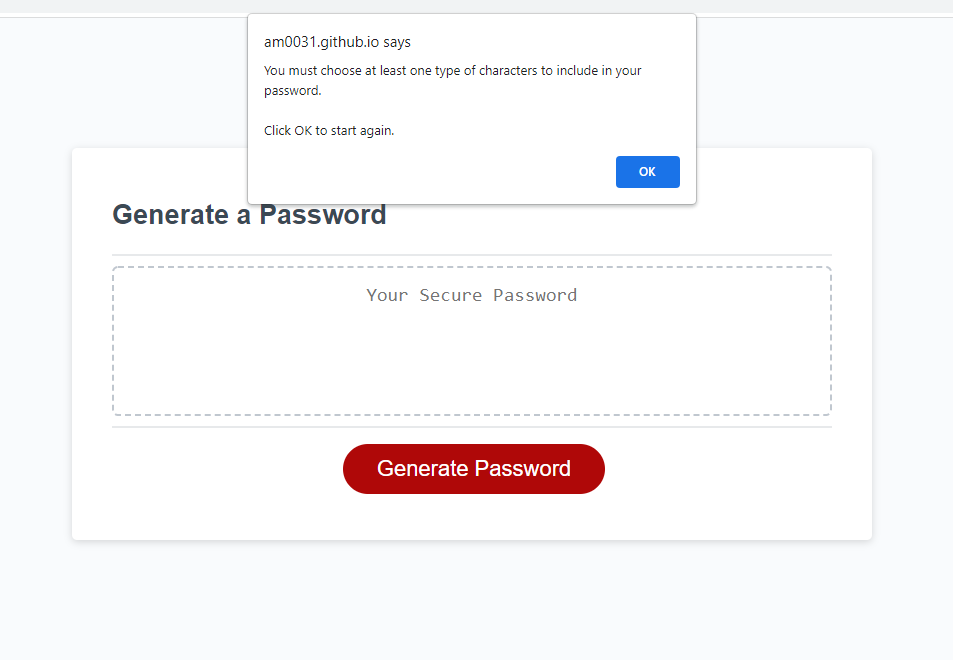 am0031.github.io says
You must choose at least one type of characters to include in your
password.
Click OK to start again.
OK
Generate a Password
Your Secure Password
Generate Password